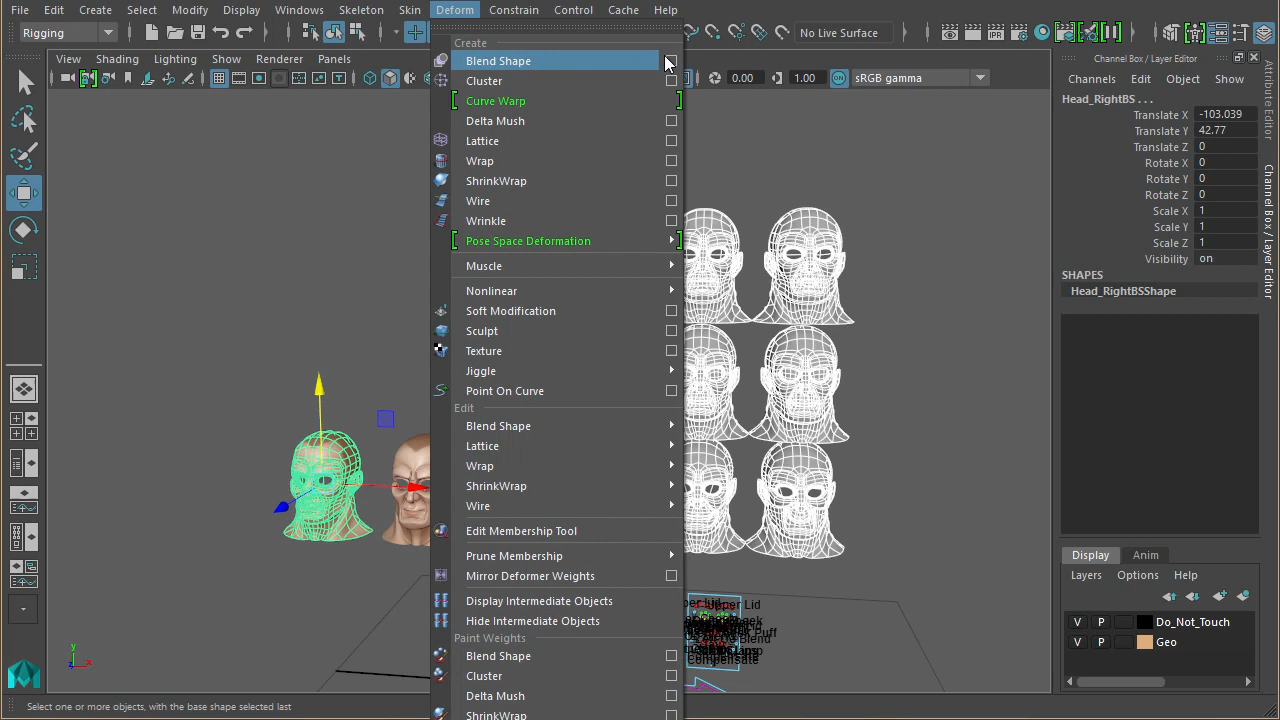 File Edit Create Select Modify Display Windows Skeleton Skin Deform Constraint Control Cache Help
Rigging
No Live Surface
View Shading Lighting Show Renderer Panels
0.00 1.00 sRGB gamma
Create
Blend Shape
Cluster
Curve Warp
Delta Mush
Lattice
Wrap
ShrinkWrap
Wire
Wrinkle
Pose Space Deformation
Muscle
Nonlinear
Soft Modification
Sculpt
Texture
Jiggle
Point On Curve
Edit
Blend Shape
Lattice
Wrap
ShrinkWrap
Wire
Edit Membership Tool
Prune Membership
Mirror Deformer Weights
Display Intermediate Objects
Hide Intermediate Objects
Paint Weights
Blend Shape
Cluster
Delta Mush
ShrinkWrap
Upper Lid
Puff
Blend
Compensate
y
z x
Channel Box / Layer Editor
Channels Edit Object Show
Head_RightBS . . .
Translate X -103.039
Translate Y 42.77
Translate Z 0
Rotate X 0
Rotate Y 0
Rotate Z 0
Scale X 1
Scale Y 1
Scale Z 1
Visibility on
SHAPES
Head_RightBSShape
Display Anim
Layers Options Help
V P Do_Not_Touch
V P Geo
Attribute Editor
Channel Box / Layer Editor
Select one or more objects, with the base shape selected last